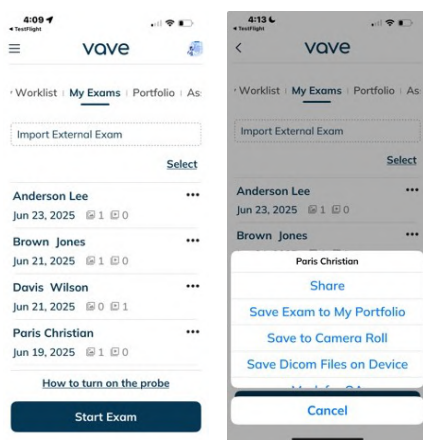 4:09
TestFlight
vave
Worklist My Exams Portfolio As
Import External Exam
Select
Anderson Lee
Jun 23, 2025 1 0
Brown Jones
Jun 21, 2025 1 0
Davis Wilson
Jun 21, 2025 0 1
Paris Christian
Jun 19, 2025 1 0
How to turn on the probe
Start Exam
4:13
TestFlight
vave
Worklist My Exams Portfolio As
Import External Exam
Select
Anderson Lee
Jun 23, 2025 1 0
Brown Jones
Paris Christian
Share
Save Exam to My Portfolio
Save to Camera Roll
Save Dicom Files on Device
Cancel